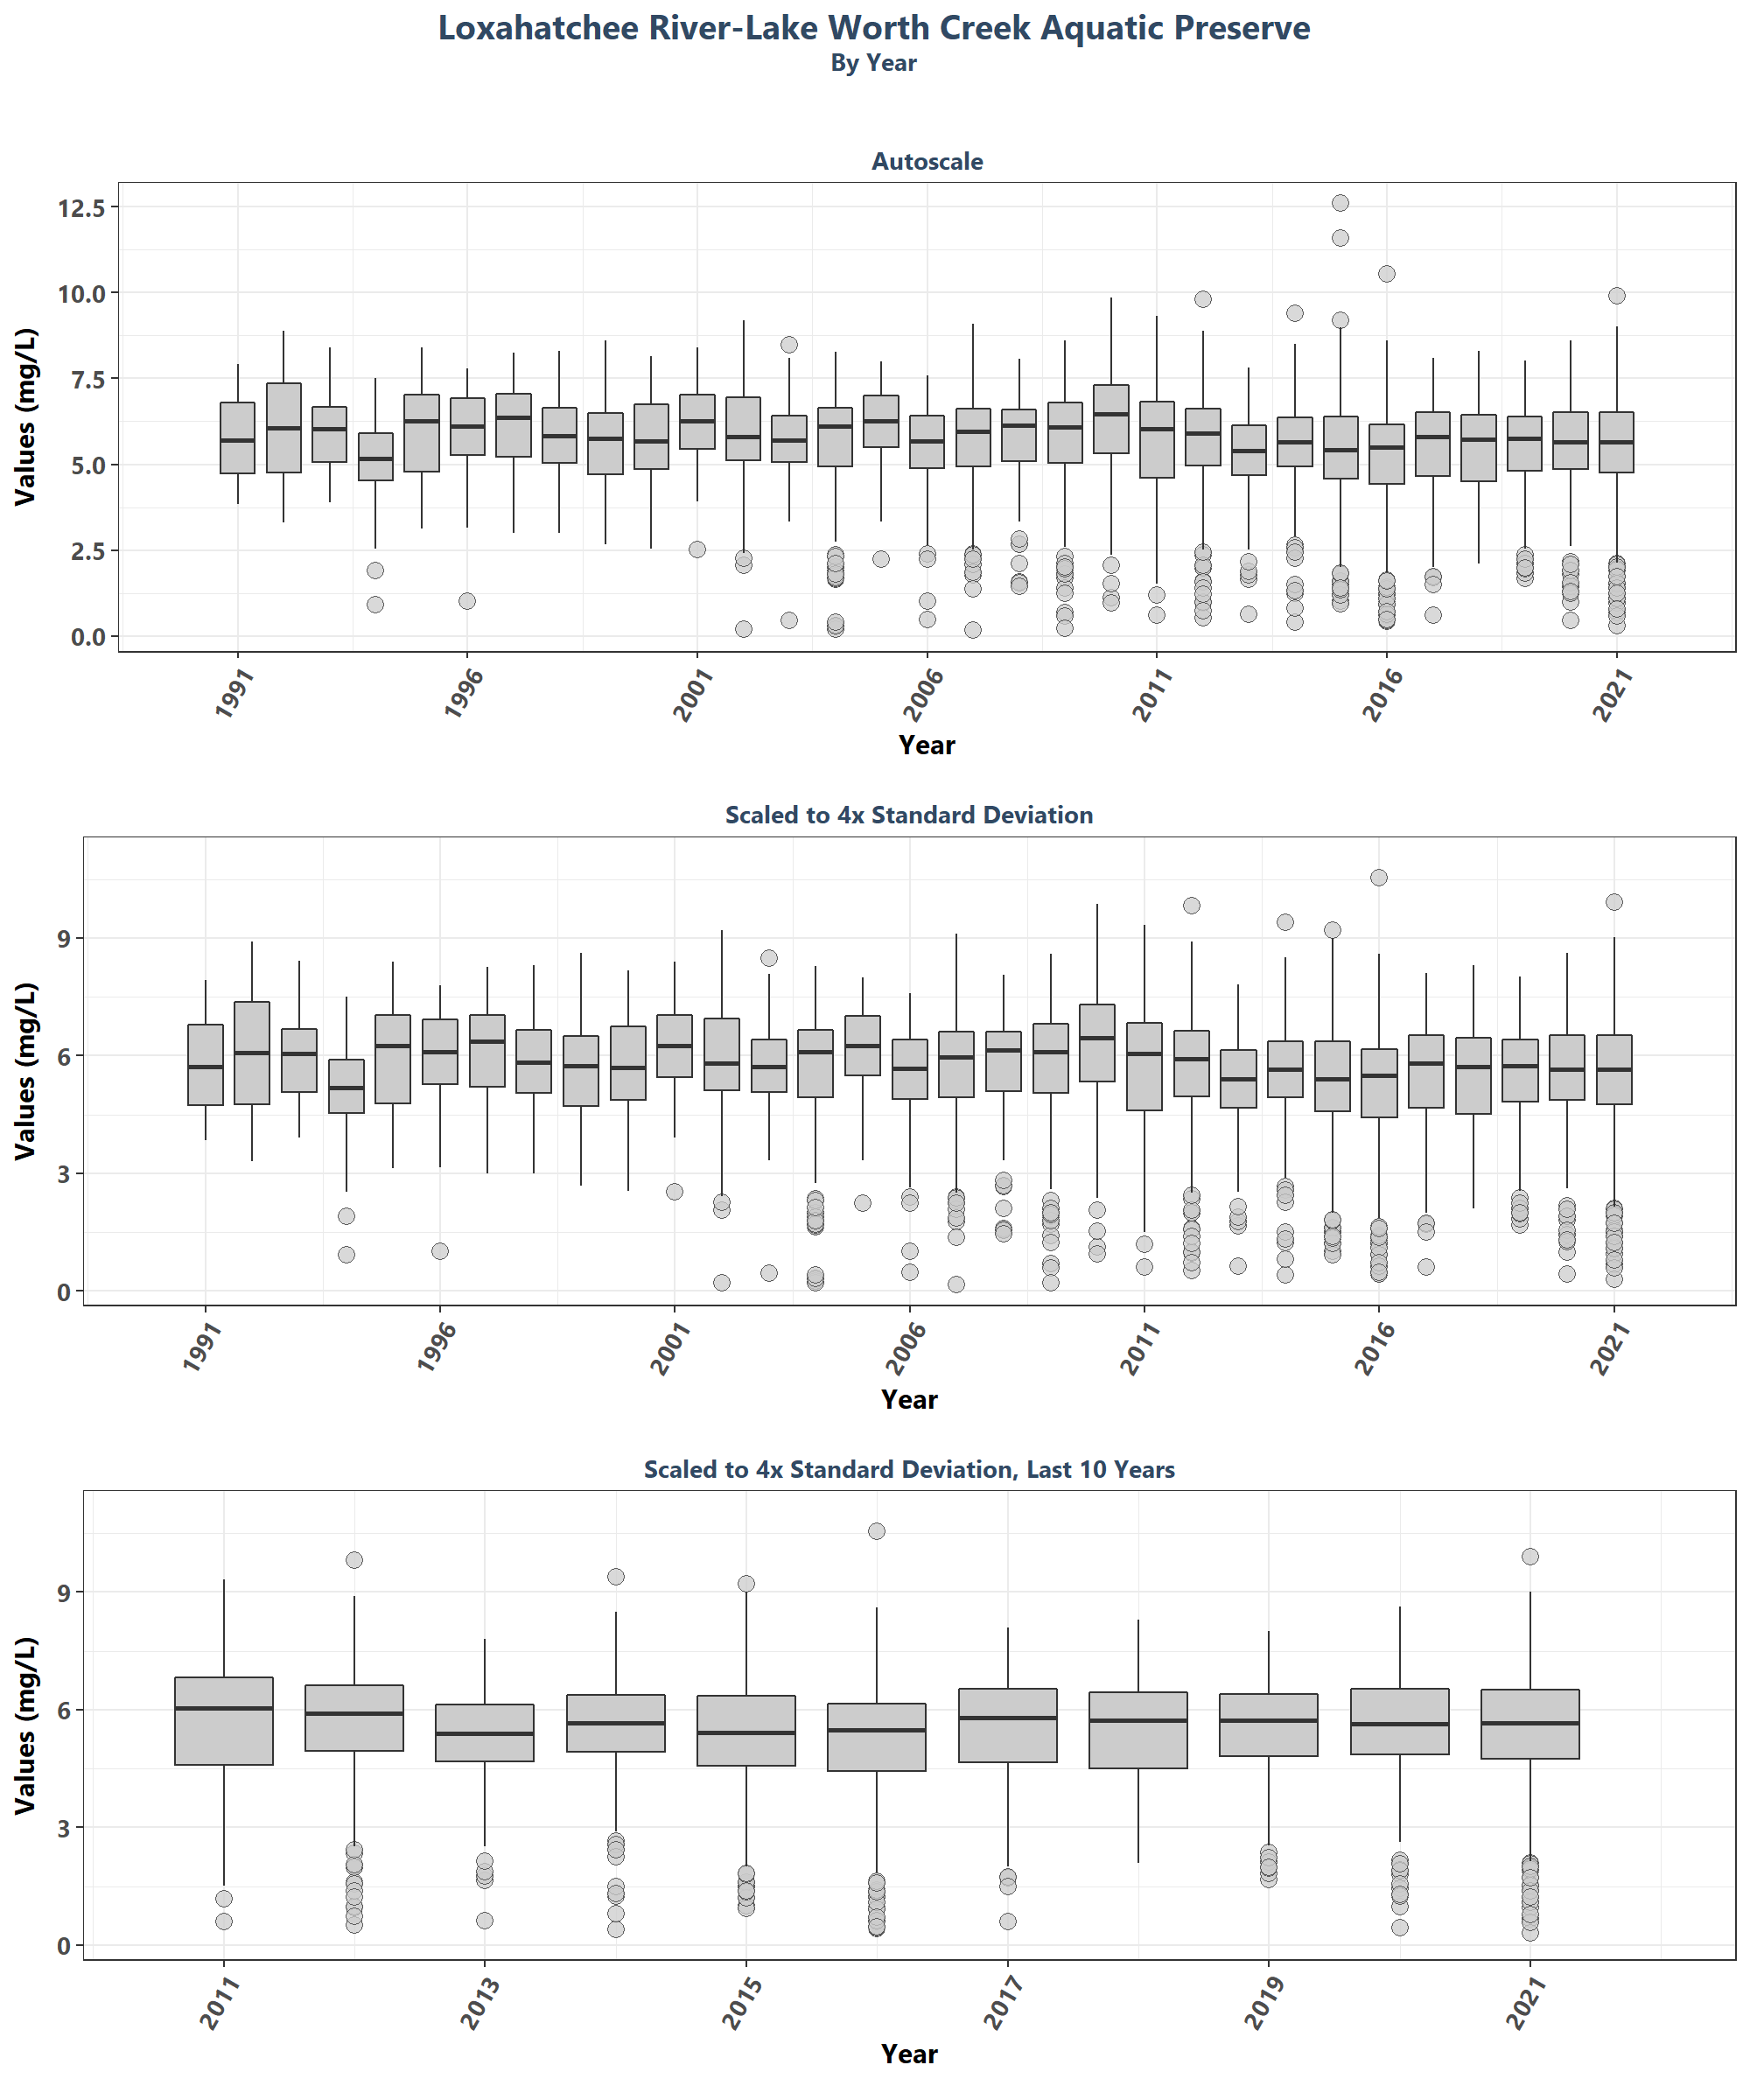 Loxahatchee River-Lake Worth Creek Aquatic Preserve
By Year
Autoscale
Values (mg/L)
12.5
10.0
7.5
5.0
2.5
0.0
1991 1996 2001 2006 2011 2016 2021
Year
Scaled to 4x Standard Deviation
Values (mg/L)
9
6
3
0
1991 1996 2001 2006 2011 2016 2021
Year
Scaled to 4x Standard Deviation, Last 10 Years
Values (mg/L)
9
6
3
0
2011 2013 2015 2017 2019 2021
Year